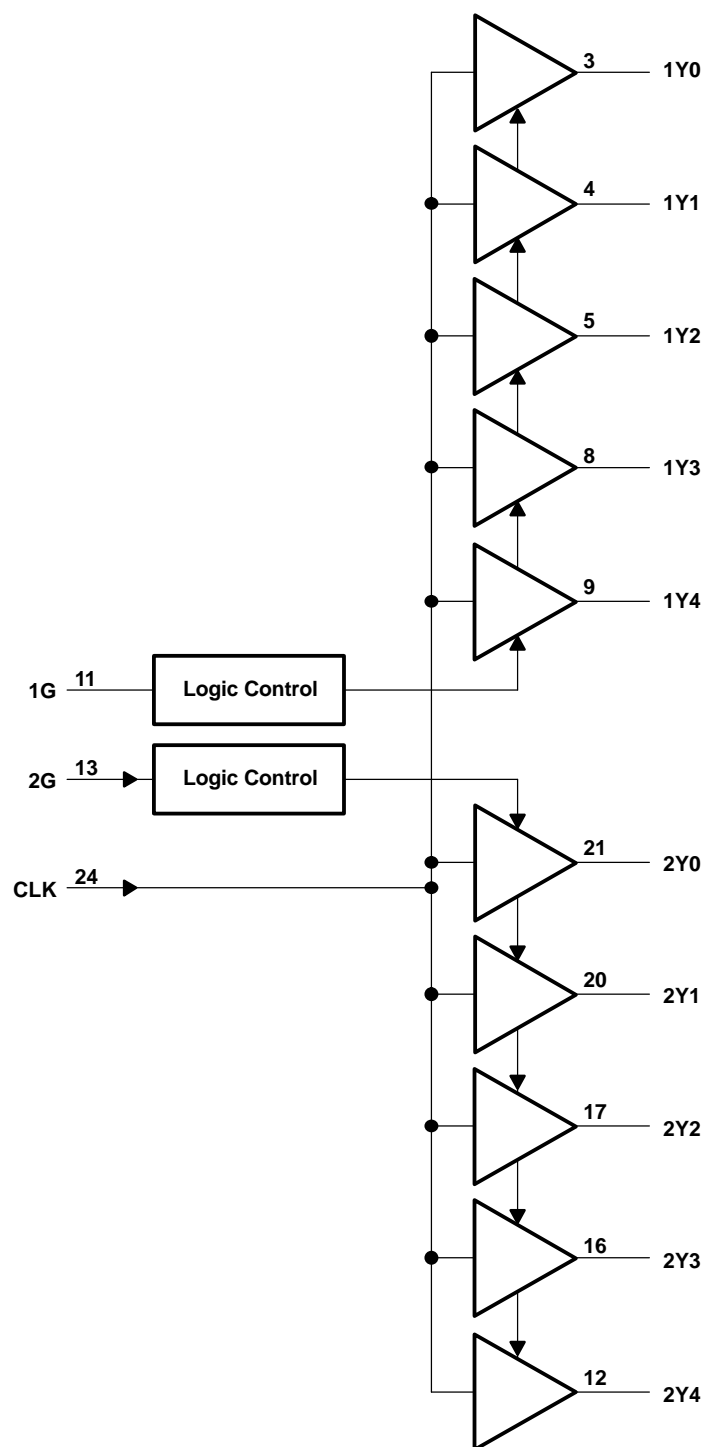 3 1Y0
4 1Y1
5 1Y2
8 1Y3
9 1Y4
1G 11 Logic Control
2G 13 Logic Control
21 2Y0
CLK 24
20 2Y1
17 2Y2
16 2Y3
12 2Y4